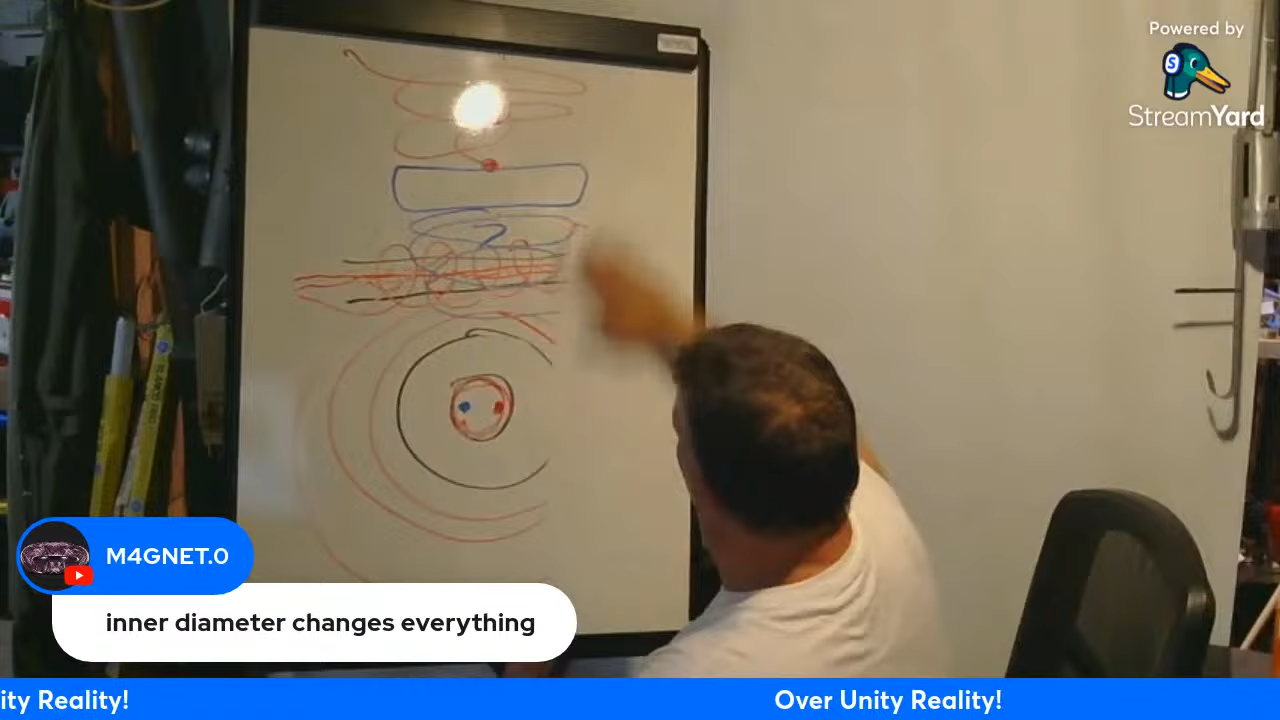 Powered by
S
StreamYard
M4GNET.0
inner diameter changes everything
ity Reality!
Over Unity Reality!